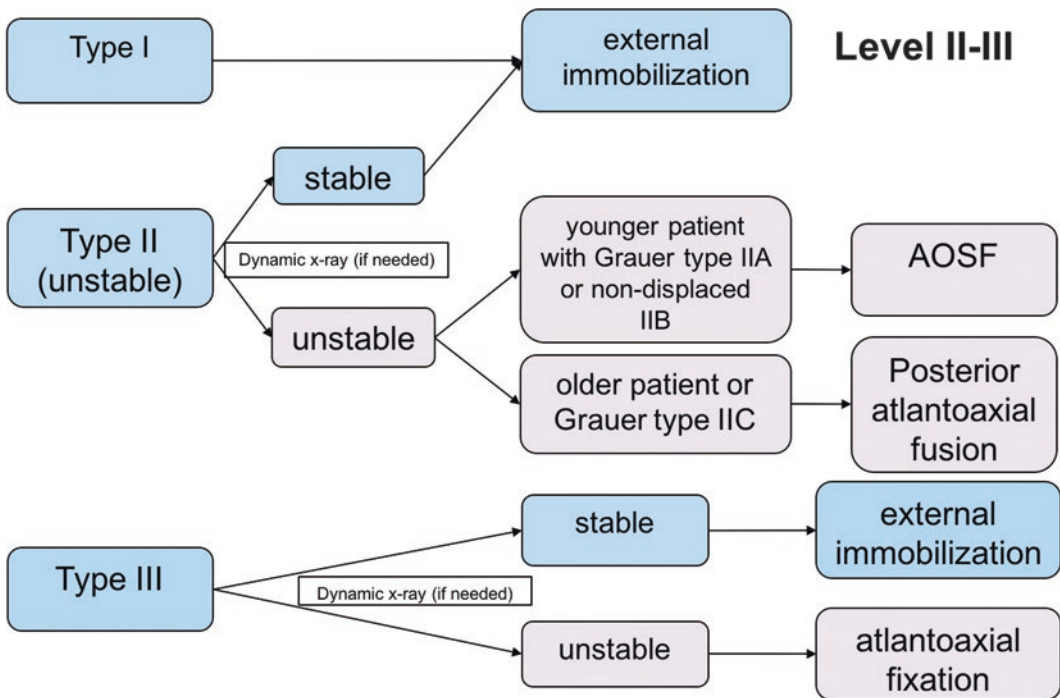 Type I
external
immobilization
Level II-III
stable
Type II
(unstable)
Dynamic x-ray (if needed)
unstable
younger patient
with Grauer type IIA
or non-displaced
IIB
AOSF
older patient or
Grauer type IIC
Posterior
atlantoaxial
fusion
Type III
Dynamic x-ray (if needed)
stable
external
immobilization
unstable
atlantoaxial
fixation